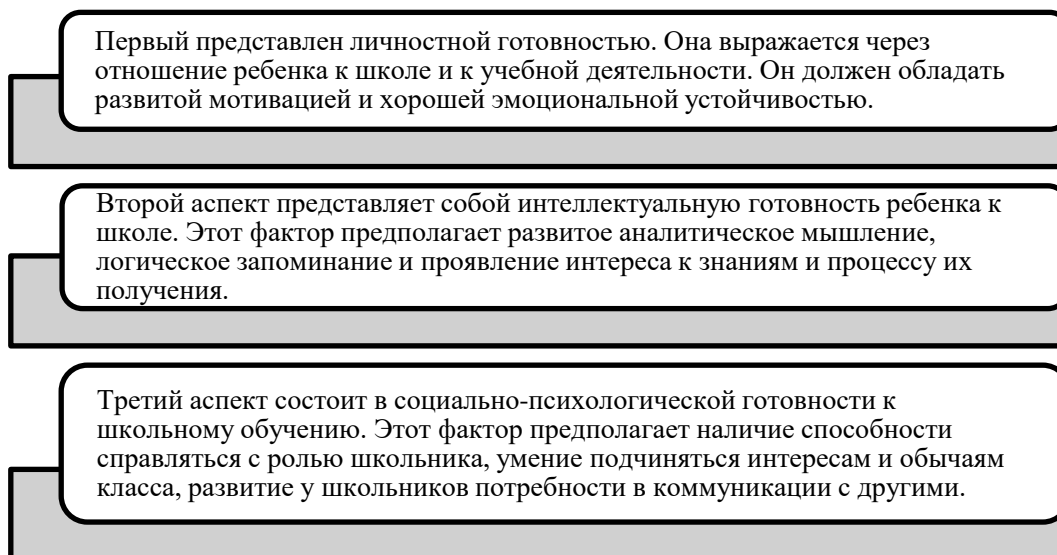 Первый представлен личностной готовностью. Она выражается через
отношение ребенка к школе и к учебной деятельности. Он должен обладать
развитой мотивацией и хорошей эмоциональной устойчивостью.
Второй аспект представляет собой интеллектуальную готовность ребенка к
школе. Этот фактор предполагает развитое аналитическое мышление,
логическое запоминание и проявление интереса к знаниям и процессу их
получения.
Третий аспект состоит в социально-психологической готовности к
школьному обучению. Этот фактор предполагает наличие способности
справляться с ролью школьника, умение подчиняться интересам и обычаям
класса, развитие у школьников потребности в коммуникации с другими.